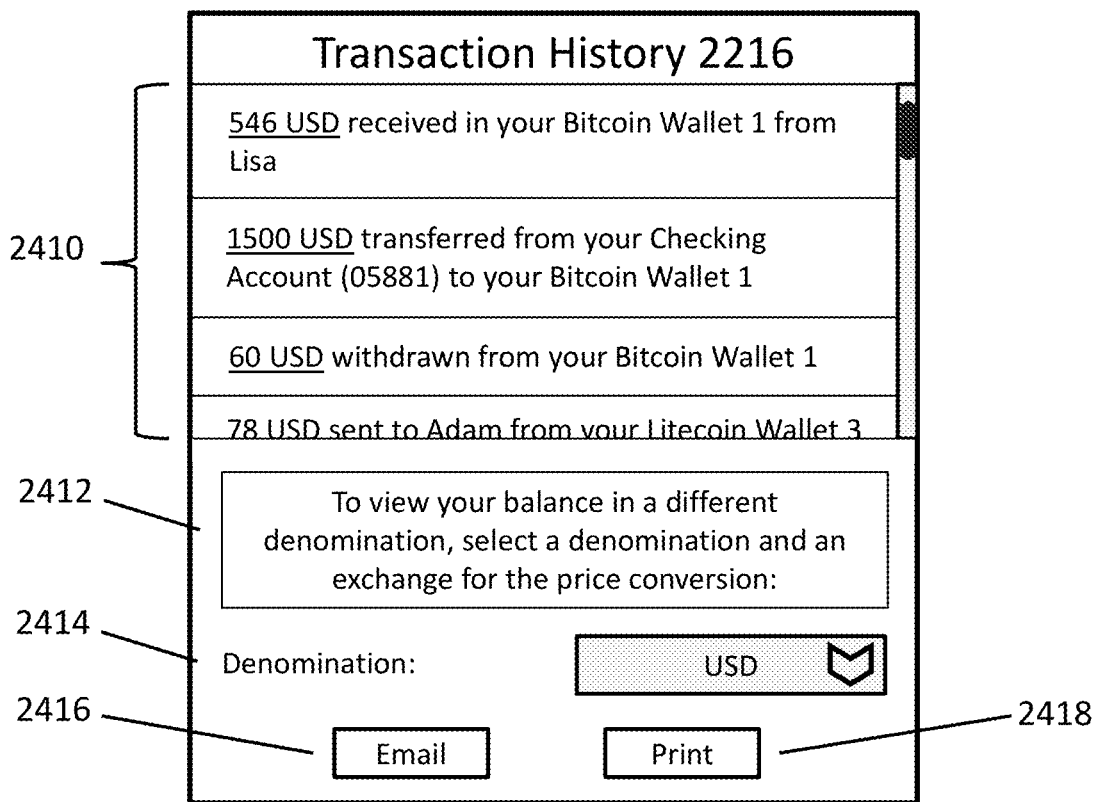 Transaction History 2216
546 USD received in your Bitcoin Wallet 1 from
Lisa
2410
1500 USD transferred from your Checking
Account (05881) to your Bitcoin Wallet 1
60 USD withdrawn from your Bitcoin Wallet 1
78 USD sent to Adam from your Litecoin Wallet 3
2412
To view your balance in a different
denomination, select a denomination and an
exchange for the price conversion:
2414
Denomination:
USD
2416
Email
Print
2418